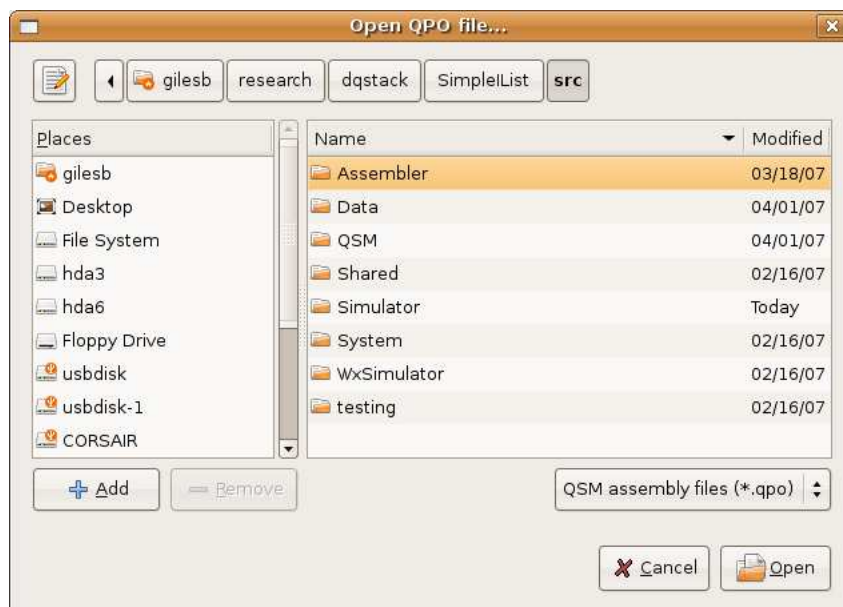 Open QPO file...
gilesb research dqstack SimpleIList src
Places
gilesb
Desktop
File System
hda3
hda6
Floppy Drive
usbdisk
usbdisk-1
CORSAIR
Name Modified
Assembler 03/18/07
Data 04/01/07
QSM 04/01/07
Shared 02/16/07
Simulator Today
System 02/16/07
WxSimulator 02/16/07
testing 02/16/07
Add Remove
QSM assembly files (*.qpo)
Cancel Open